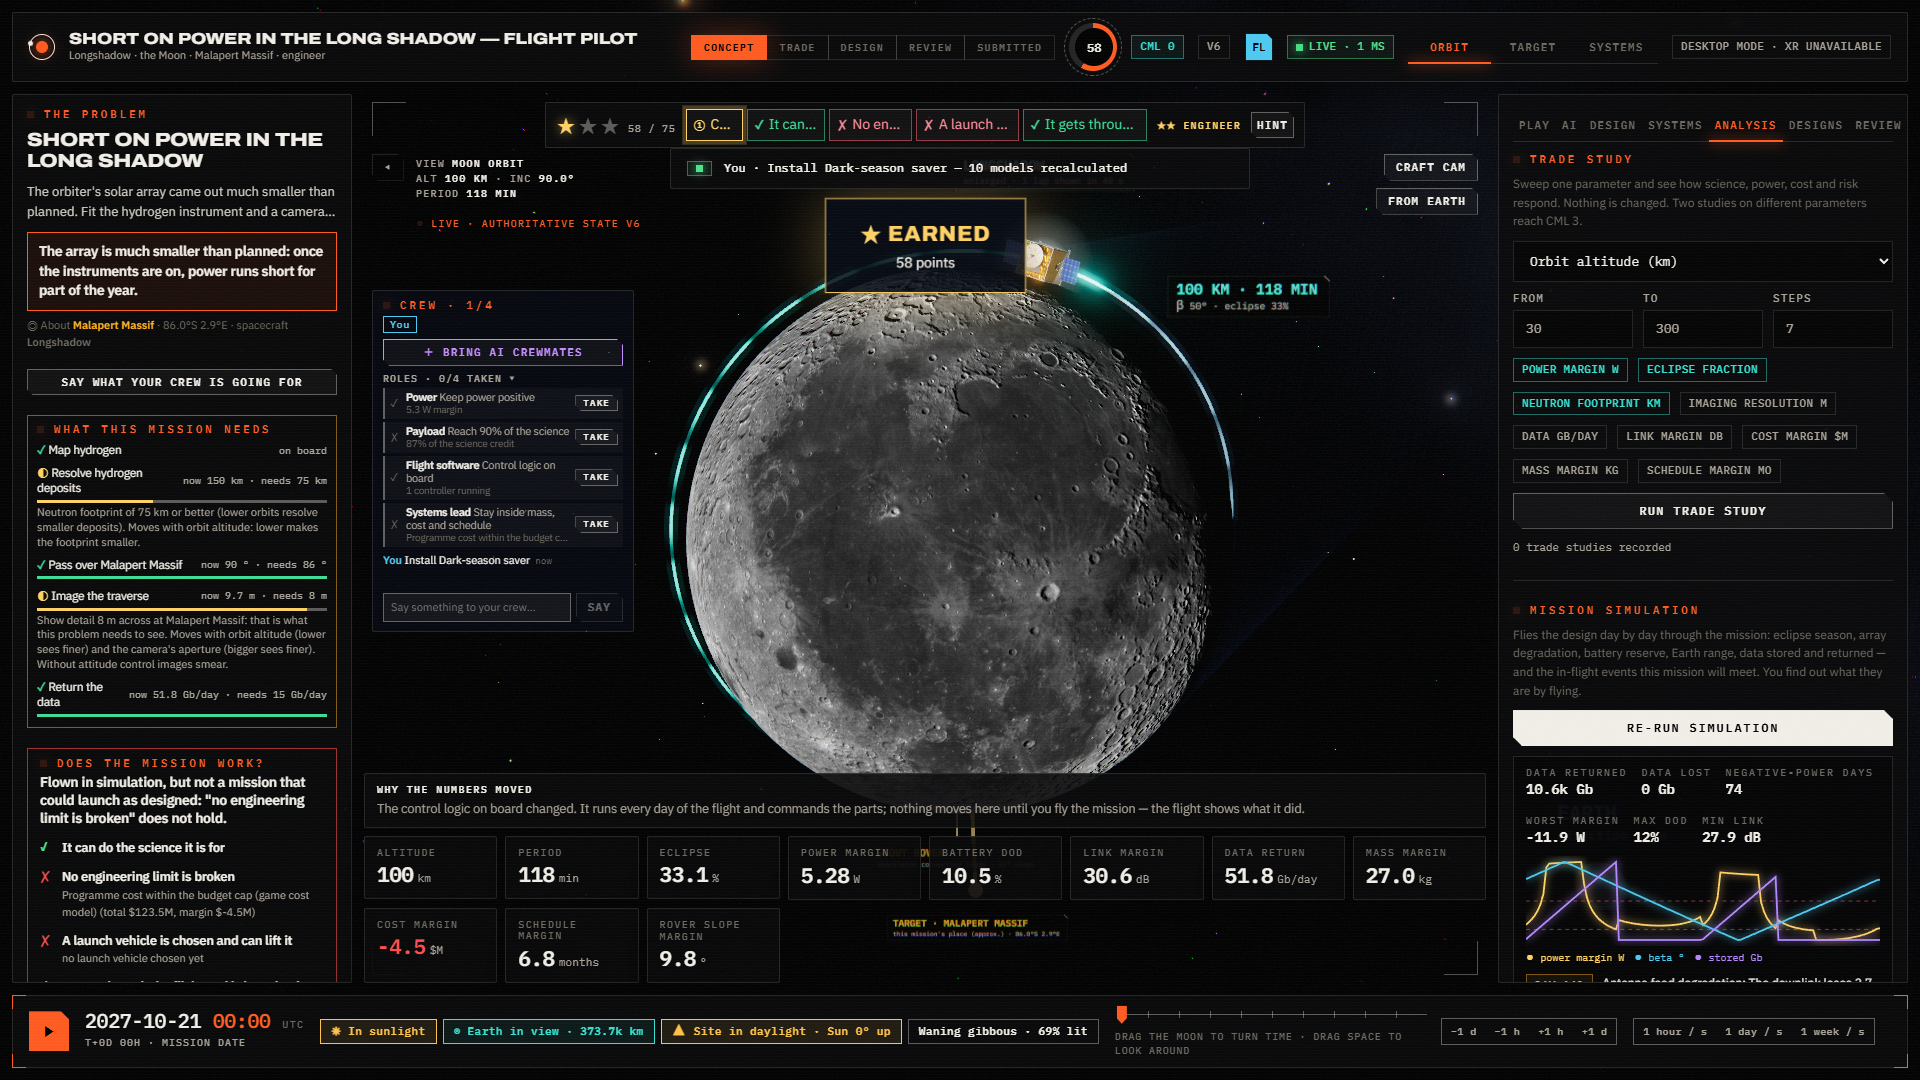 SHORT ON POWER IN THE LONG SHADOW — FLIGHT PILOT
Longshadow · the Moon · Malapert Massif · engineer
CONCEPT
TRADE
DESIGN
REVIEW
SUBMITTED
58
CML 0
V6
FL
LIVE · 1 MS
ORBIT
TARGET
SYSTEMS
DESKTOP MODE · XR UNAVAILABLE
THE PROBLEM
SHORT ON POWER IN THE
LONG SHADOW
The orbiter's solar array came out much smaller than
planned. Fit the hydrogen instrument and a camera...
The array is much smaller than planned: once
the instruments are on, power runs short for
part of the year.
About Malapert Massif · 86.0°S 2.9°E · spacecraft
Longshadow
SAY WHAT YOUR CREW IS GOING FOR
WHAT THIS MISSION NEEDS
✓ Map hydrogen on board
Resolve hydrogen
deposits now 150 km · needs 75 km
Neutron footprint of 75 km or better (lower orbits resolve
smaller deposits). Moves with orbit altitude: lower makes
the footprint smaller.
✓ Pass over Malapert Massif now 90 ° · needs 86 °
Image the traverse now 9.7 m · needs 8 m
Show detail 8 m across at Malapert Massif: that is what
this problem needs to see. Moves with orbit altitude (lower
sees finer) and the camera's aperture (bigger sees finer).
Without attitude control images smear.
✓ Return the
data now 51.8 Gb/day · needs 15 Gb/day
DOES THE MISSION WORK?
Flown in simulation, but not a mission that
could launch as designed: "no engineering
limit is broken" does not hold.
✓ It can do the science it is for
✗ No engineering limit is broken
Programme cost within the budget cap (game cost
model) (total $123.5M, margin $-4.5M)
✗ A launch vehicle is chosen and can lift it
no launch vehicle chosen yet
★★★ 58 / 75
① C...
✓ It can...
✗ No en...
✗ A launch ...
✓ It gets throu...
★★ ENGINEER
HINT
VIEW MOON ORBIT
ALT 100 KM · INC 90.0°
PERIOD 118 MIN
LIVE · AUTHORITATIVE STATE V6
You · Install Dark-season saver — 10 models recalculated
CRAFT CAM
FROM EARTH
★ EARNED
58 points
100 KM · 118 MIN
β 50° · eclipse 33%
CREW · 1/4
You
+ BRING AI CREWMATES
ROLES · 0/4 TAKEN ▾
✓ Power Keep power positive
5.3 W margin
TAKE
✗ Payload Reach 90% of the science
87% of the science credit
TAKE
✓ Flight software Control logic on
board
1 controller running
TAKE
✗ Systems lead Stay inside mass,
cost and schedule
Programme cost within the budget c...
TAKE
You Install Dark-season saver now
Say something to your crew...
SAY
WHY THE NUMBERS MOVED
The control logic on board changed. It runs every day of the flight and commands the parts; nothing moves here until you fly the mission — the flight shows what it did.
ALTITUDE
100 km
PERIOD
118 min
ECLIPSE
33.1 %
POWER MARGIN
5.28 W
BATTERY DOD
10.5 %
LINK MARGIN
30.6 dB
DATA RETURN
51.8 Gb/day
MASS MARGIN
27.0 kg
COST MARGIN
-4.5 $M
SCHEDULE
MARGIN
6.8 months
ROVER SLOPE
MARGIN
9.8 °
TARGET · MALAPERT MASSIF
this mission's place (approx.) · 86.0°S 2.9°E
PLAY
AI
DESIGN
SYSTEMS
ANALYSIS
DESIGNS
REVIEW
TRADE STUDY
Sweep one parameter and see how science, power, cost and risk
respond. Nothing is changed. Two studies on different parameters
reach CML 3.
Orbit altitude (km)
FROM
TO
STEPS
30
300
7
POWER MARGIN W
ECLIPSE FRACTION
NEUTRON FOOTPRINT KM
IMAGING RESOLUTION M
DATA GB/DAY
LINK MARGIN DB
COST MARGIN $M
MASS MARGIN KG
SCHEDULE MARGIN MO
RUN TRADE STUDY
0 trade studies recorded
MISSION SIMULATION
Flies the design day by day through the mission: eclipse season, array
degradation, battery reserve, Earth range, data stored and returned —
and the in-flight events this mission will meet. You find out what they
are by flying.
RE-RUN SIMULATION
DATA RETURNED
10.6k Gb
DATA LOST
0 Gb
NEGATIVE-POWER DAYS
74
WORST MARGIN
-11.9 W
MAX DOD
12%
MIN LINK
27.9 dB
power margin W
beta °
stored Gb
2027-10-21 00:00 UTC
T+0D 00H · MISSION DATE
In sunlight
Earth in view · 373.7k km
Site in daylight · Sun 0° up
Waning gibbous · 69% lit
DRAG THE MOON TO TURN TIME · DRAG SPACE TO
LOOK AROUND
−1 d
−1 h
+1 h
+1 d
1 hour / s
1 day / s
1 week / s